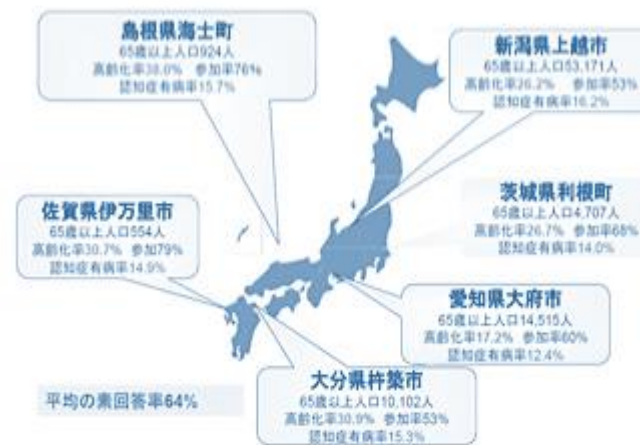 島根県海士町
65歳以上人口924人
高齢化率38.0% 参加率76%
認知症有病率15.7%
新潟県上越市
65歳以上人口53,171人
高齢化率26.2% 参加率53%
認知症有病率16.2%
佐賀県伊万里市
65歳以上人口554人
高齢化率30.7% 参加79%
認知症有病率14.9%
茨城県利根町
65歳以上人口4,707人
高齢化率26.7% 参加率68%
認知症有病率14.0%
愛知県大府市
65歳以上人口14,515人
高齢化率17.2% 参加率60%
認知症有病率12.4%
大分県杵築市
65歳以上人口10,102人
高齢化率30.9% 参加率53%
認知症有病率15.3%
平均の素回答率64%